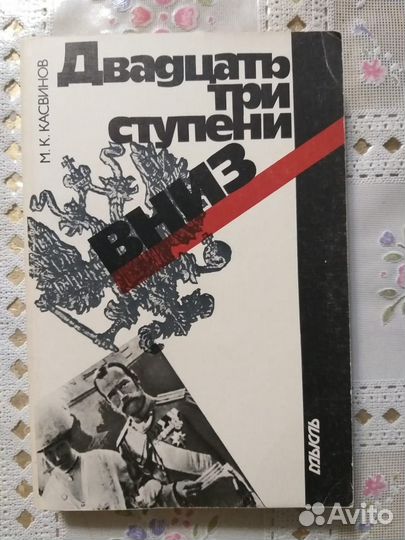 М. К. КАСВИНОВ
Двадцать
три
ступени
вниз
мысль
Avito